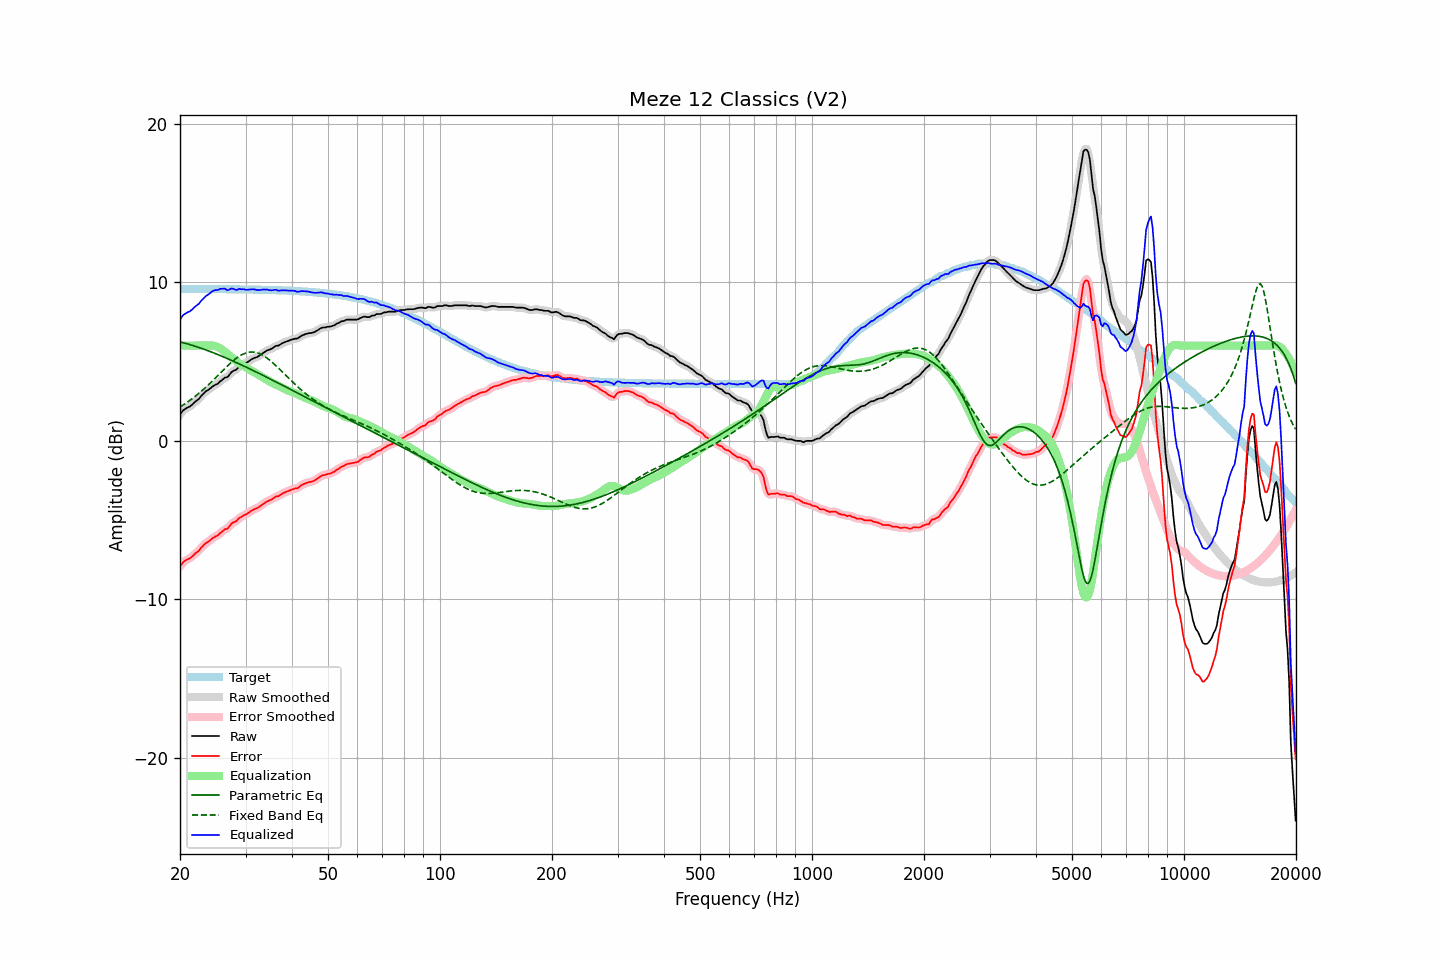 Meze 12 Classics (V2)
20
10
0
−10
−20
Amplitude (dBr)
Target
Raw Smoothed
Error Smoothed
Raw
Error
Equalization
Parametric Eq
Fixed Band Eq
Equalized
20 50 100 200 500 1000 2000 5000 10000 20000
Frequency (Hz)